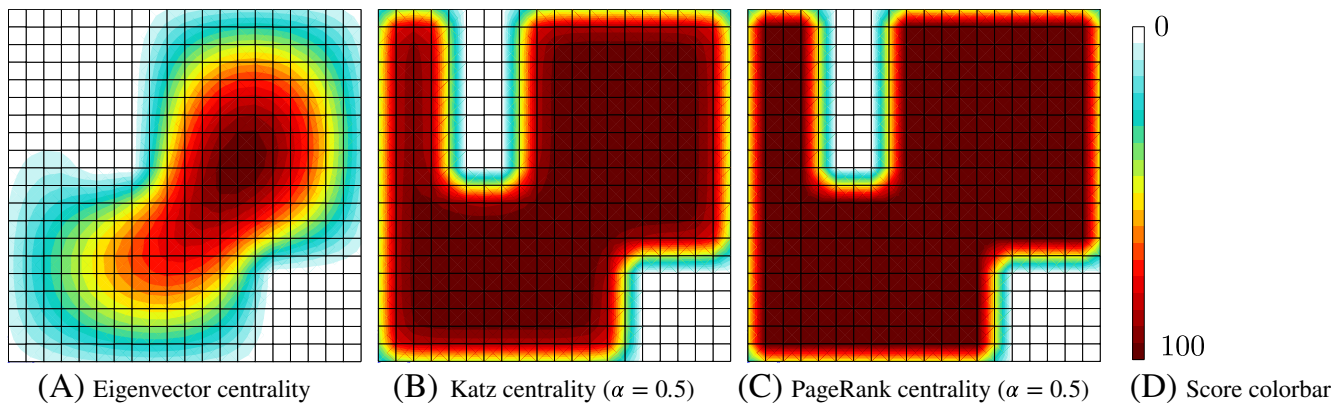 0
100
(A) Eigenvector centrality
(B) Katz centrality (α = 0.5)
(C) PageRank centrality (α = 0.5)
(D) Score colorbar